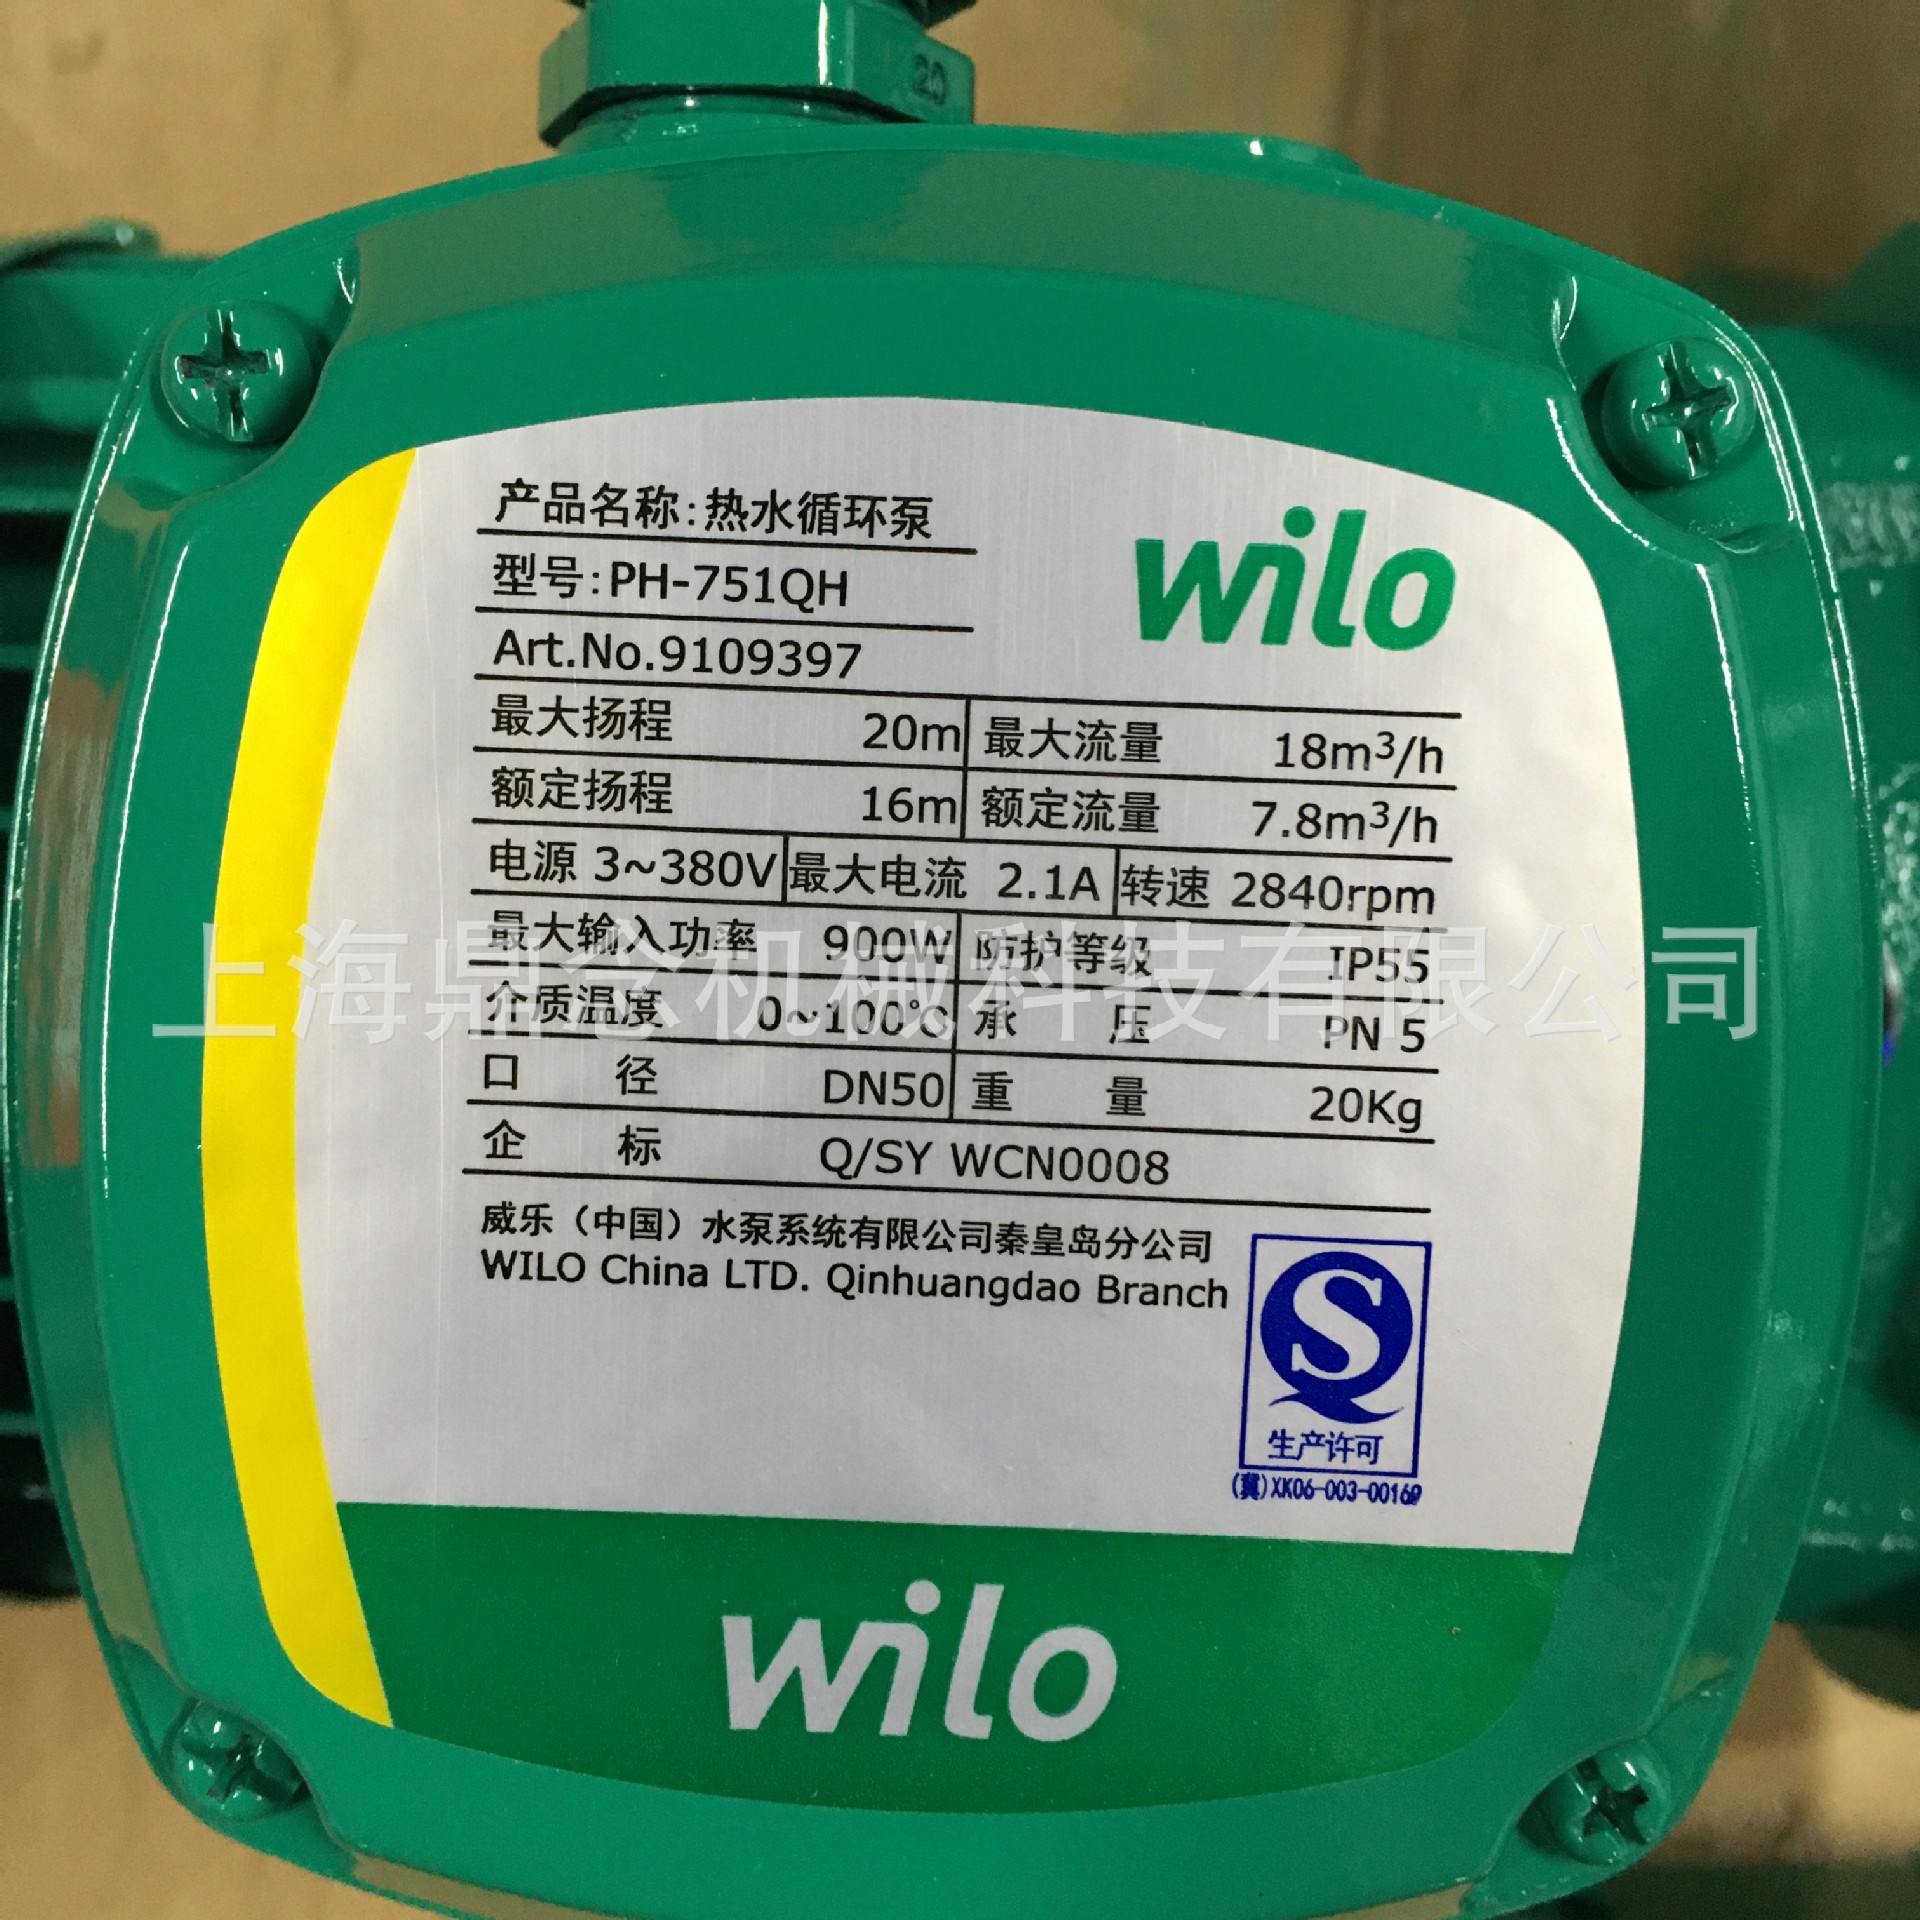 20
产品名称:热水循环泵
wilo
型号:PH-751QH
Art.No.9109397
最大扬程 20m 最大流量 18m³/h
额定扬程 16m 额定流量 7.8m³/h
电源 3~380V 最大电流 2.1A 转速 2840rpm
最大输入功率 900W 防护等级 IP55
上海鼎念机械科技有限公司
介质温度 0~100℃ 承 压 PN 5
口 径 DN50 重 量 20Kg
企 标 Q/SY WCN0008
威乐（中国）水泵系统有限公司秦皇岛分公司
WILO China LTD. Qinhuangdao Branch
生产许可
(冀)XK06-003-00169
wilo